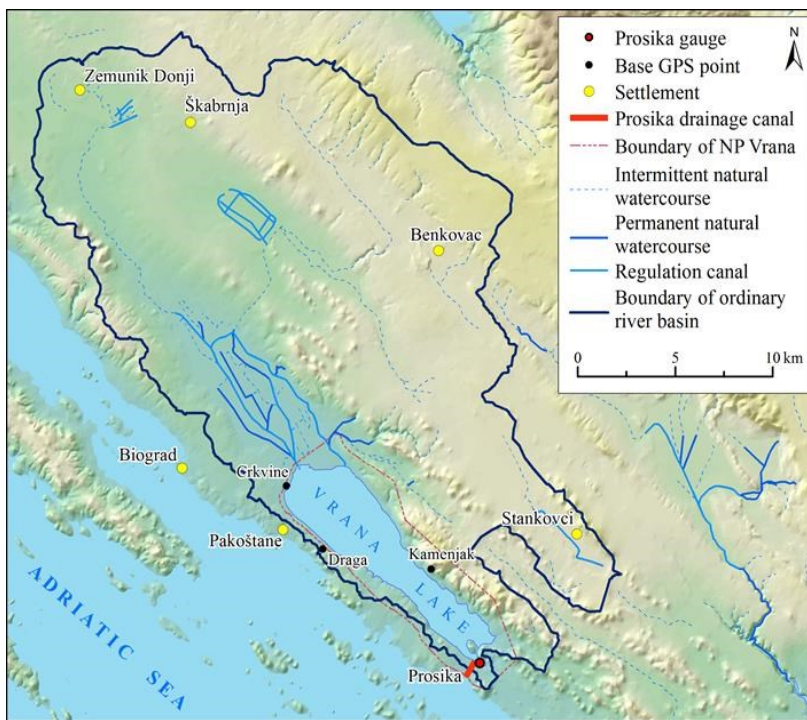 Prosika gauge
Base GPS point
Settlement
Prosika drainage canal
Boundary of NP Vrana
Intermittent natural
watercourse
Permanent natural
watercourse
Regulation canal
Boundary of ordinary
river basin
0 5 10 km
N
Zemunik Donji
Škabrnja
Benkovac
Biograd
Crkvine
VRANA
LAKE
Pakoštane
Draga
Kamenjak
Stankovci
Prosika
ADRIATIC SEA